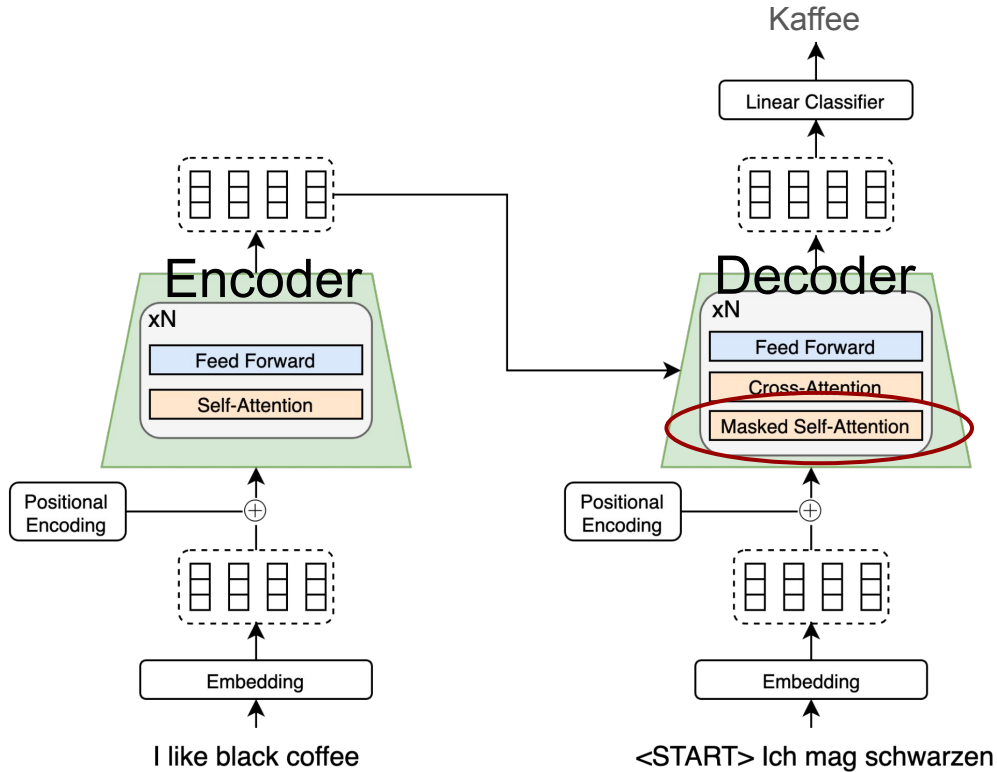 Kaffee
Linear Classifier
Encoder
xN
Feed Forward
Self-Attention
Positional
Encoding
Embedding
I like black coffee
Decoder
xN
Feed Forward
Cross-Attention
Masked Self-Attention
Positional
Encoding
Embedding
<START> Ich mag schwarzen